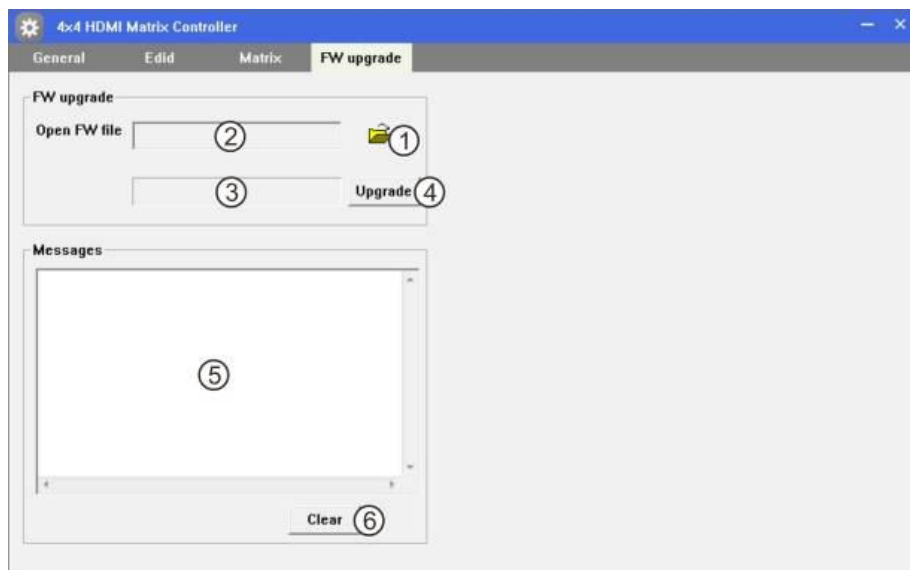 4x4 HDMI Matrix Controller
General Edid Matrix FW upgrade
FW upgrade
Open FW file ② ①
③ Upgrade ④
Messages
⑤
Clear ⑥